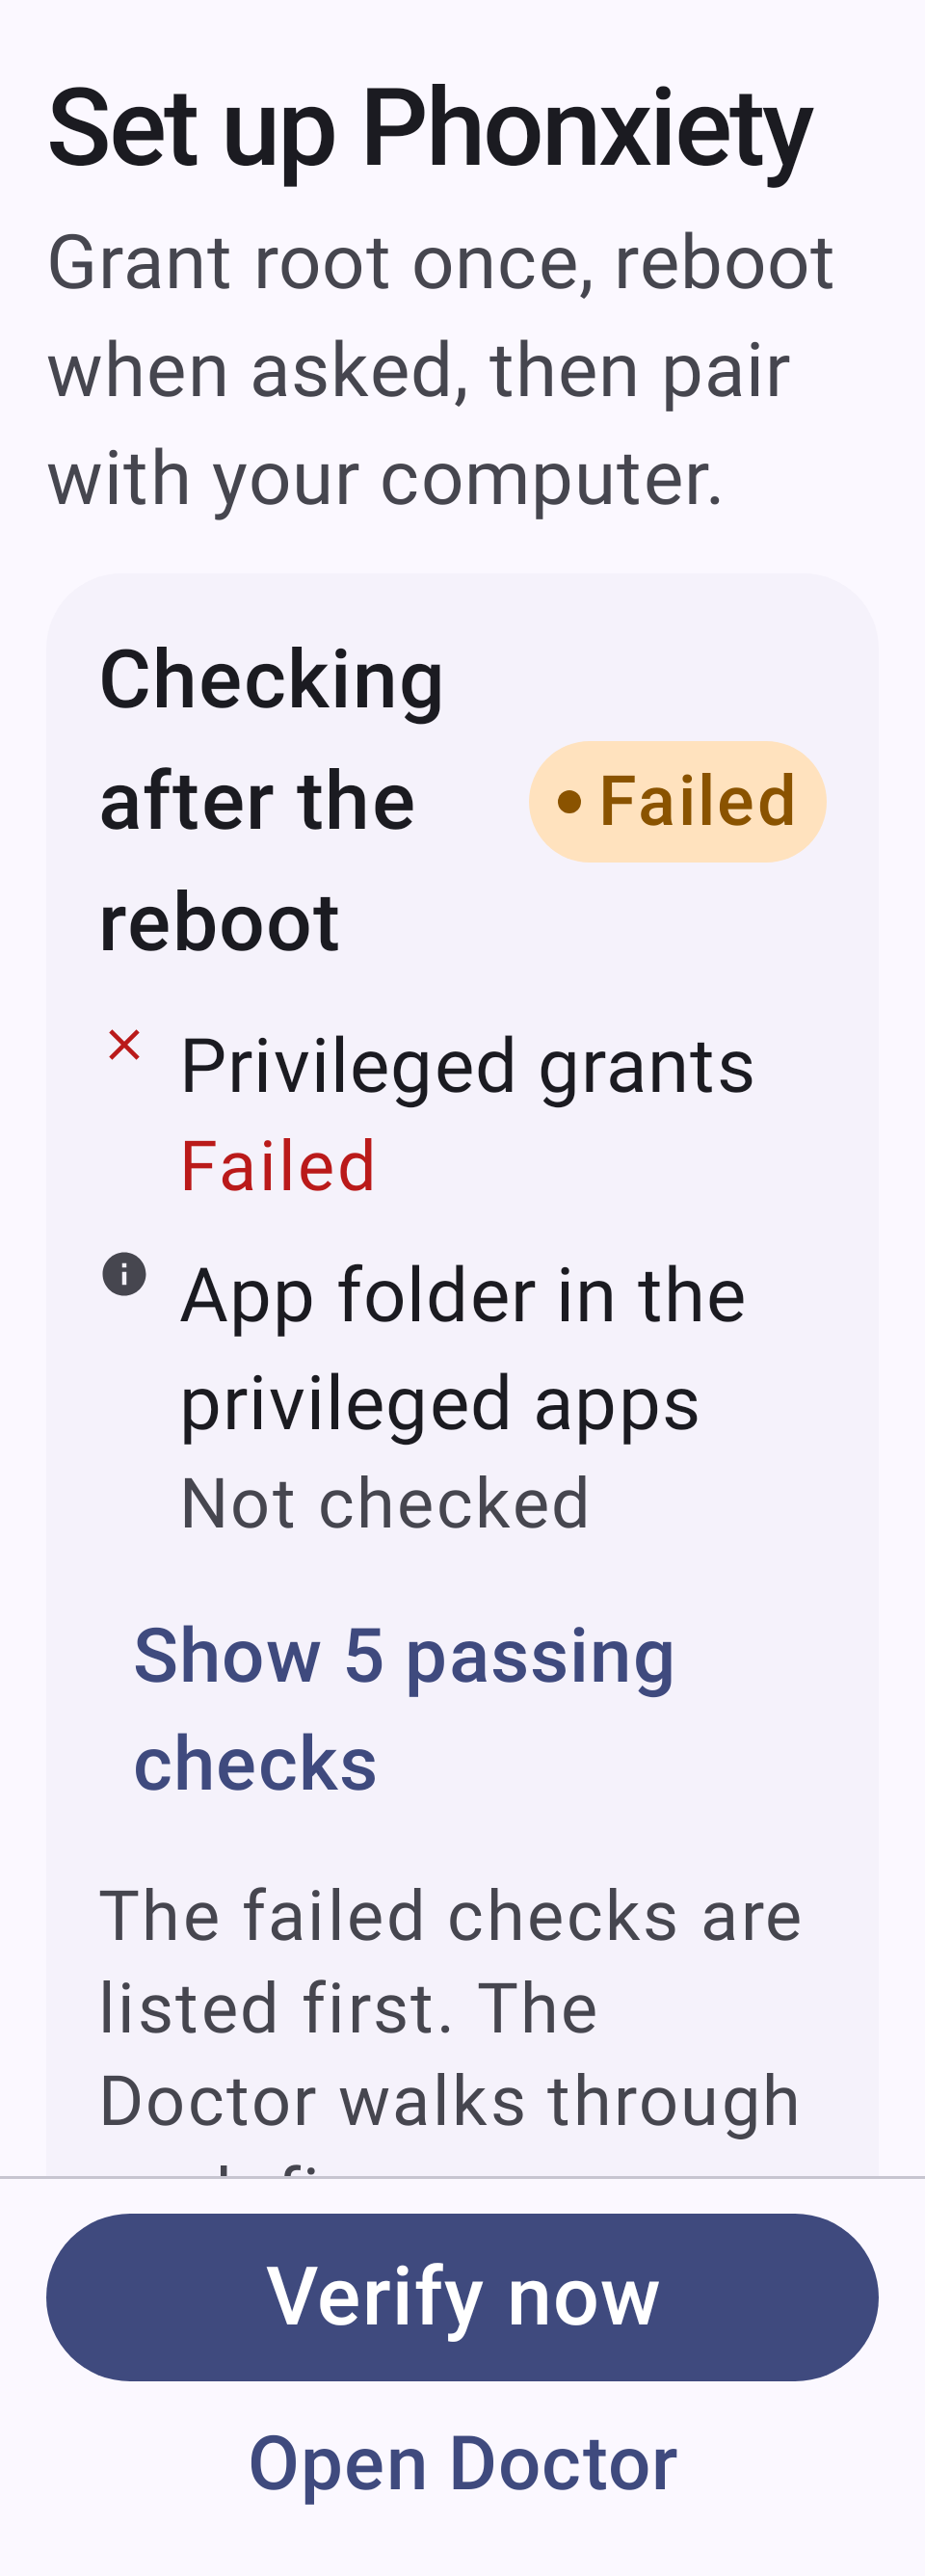 Set up Phonxiety
Grant root once, reboot
when asked, then pair
with your computer.
Checking
after the
reboot
Failed
Privileged grants
Failed
App folder in the
privileged apps
Not checked
Show 5 passing
checks
The failed checks are
listed first. The
Doctor walks through
Verify now
Open Doctor